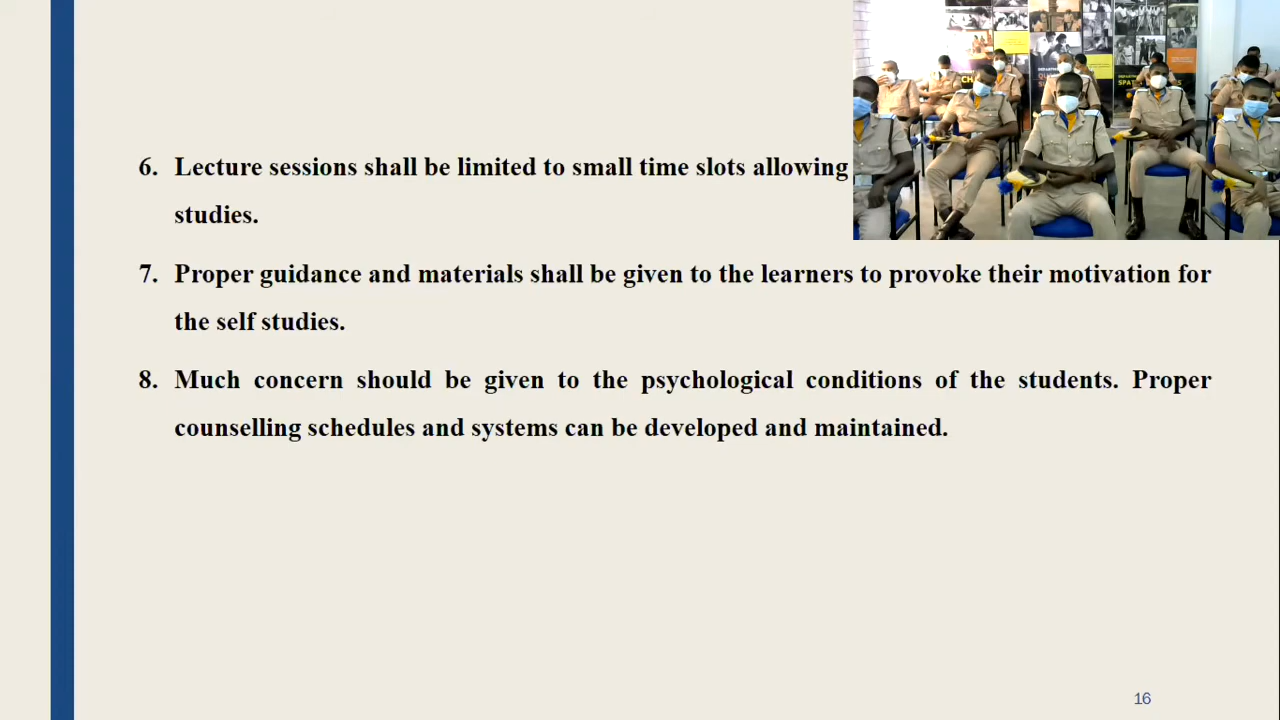 6. Lecture sessions shall be limited to small time slots allowing
studies.
7. Proper guidance and materials shall be given to the learners to provoke their motivation for
the self studies.
8. Much concern should be given to the psychological conditions of the students. Proper
counselling schedules and systems can be developed and maintained.
16